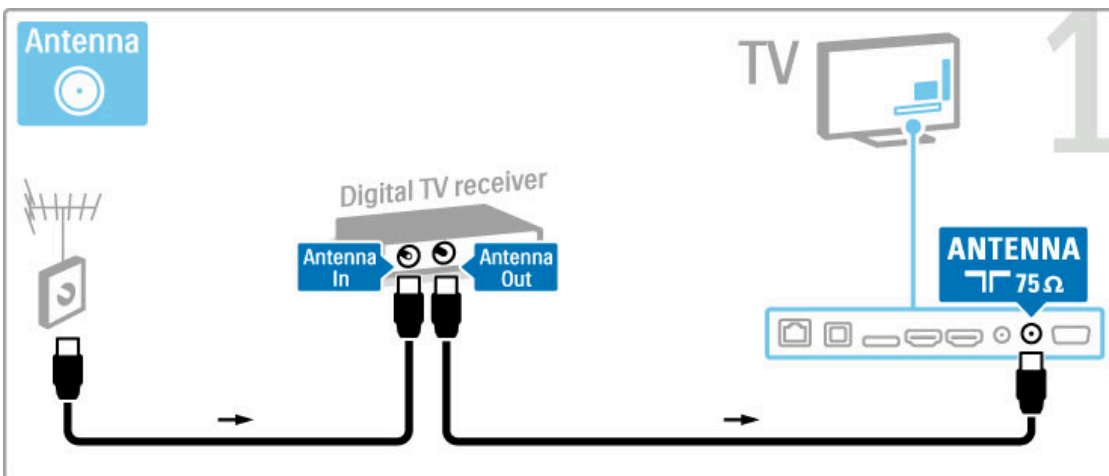 Antenna
TV
1
Digital TV receiver
Antenna
In
Antenna
Out
ANTENNA
75 Ω